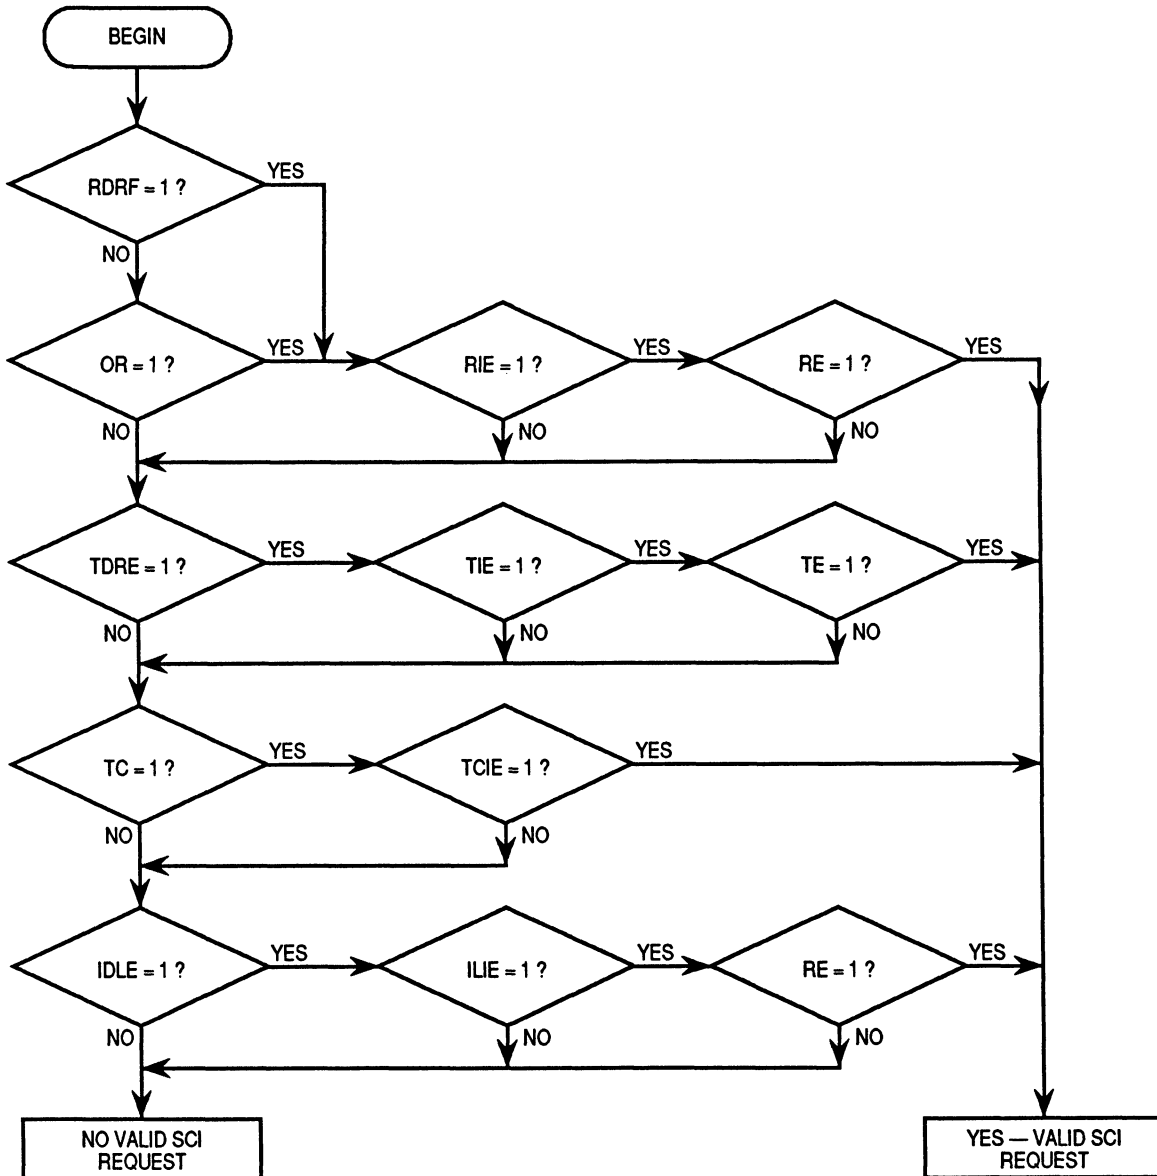 BEGIN
RDRF = 1 ?
YES
NO
OR = 1 ?
YES
RIE = 1 ?
YES
RE = 1 ?
YES
NO
NO
NO
TDRE = 1 ?
YES
TIE = 1 ?
YES
TE = 1 ?
YES
NO
NO
NO
TC = 1 ?
YES
TCIE = 1 ?
YES
NO
NO
IDLE = 1 ?
YES
ILIE = 1 ?
YES
RE = 1 ?
YES
NO
NO
NO
NO VALID SCI
REQUEST
YES — VALID SCI
REQUEST